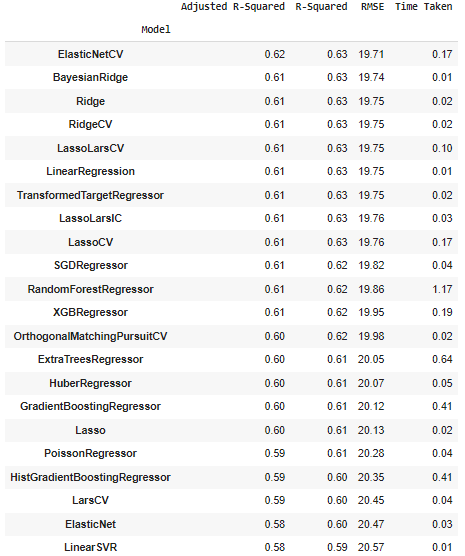 Adjusted R-Squared R-Squared RMSE Time Taken
Model
ElasticNetCV 0.62 0.63 19.71 0.17
BayesianRidge 0.61 0.63 19.74 0.01
Ridge 0.61 0.63 19.75 0.02
RidgeCV 0.61 0.63 19.75 0.02
LassoLarsCV 0.61 0.63 19.75 0.10
LinearRegression 0.61 0.63 19.75 0.01
TransformedTargetRegressor 0.61 0.63 19.75 0.02
LassoLarsIC 0.61 0.63 19.76 0.03
LassoCV 0.61 0.63 19.76 0.17
SGDRegressor 0.61 0.62 19.82 0.04
RandomForestRegressor 0.61 0.62 19.86 1.17
XGBRegressor 0.61 0.62 19.95 0.19
OrthogonalMatchingPursuitCV 0.60 0.62 19.98 0.02
ExtraTreesRegressor 0.60 0.61 20.05 0.64
HuberRegressor 0.60 0.61 20.07 0.05
GradientBoostingRegressor 0.60 0.61 20.12 0.41
Lasso 0.60 0.61 20.13 0.02
PoissonRegressor 0.59 0.61 20.28 0.04
HistGradientBoostingRegressor 0.59 0.60 20.35 0.41
LarsCV 0.59 0.60 20.45 0.04
ElasticNet 0.58 0.60 20.47 0.03
LinearSVR 0.58 0.59 20.57 0.01